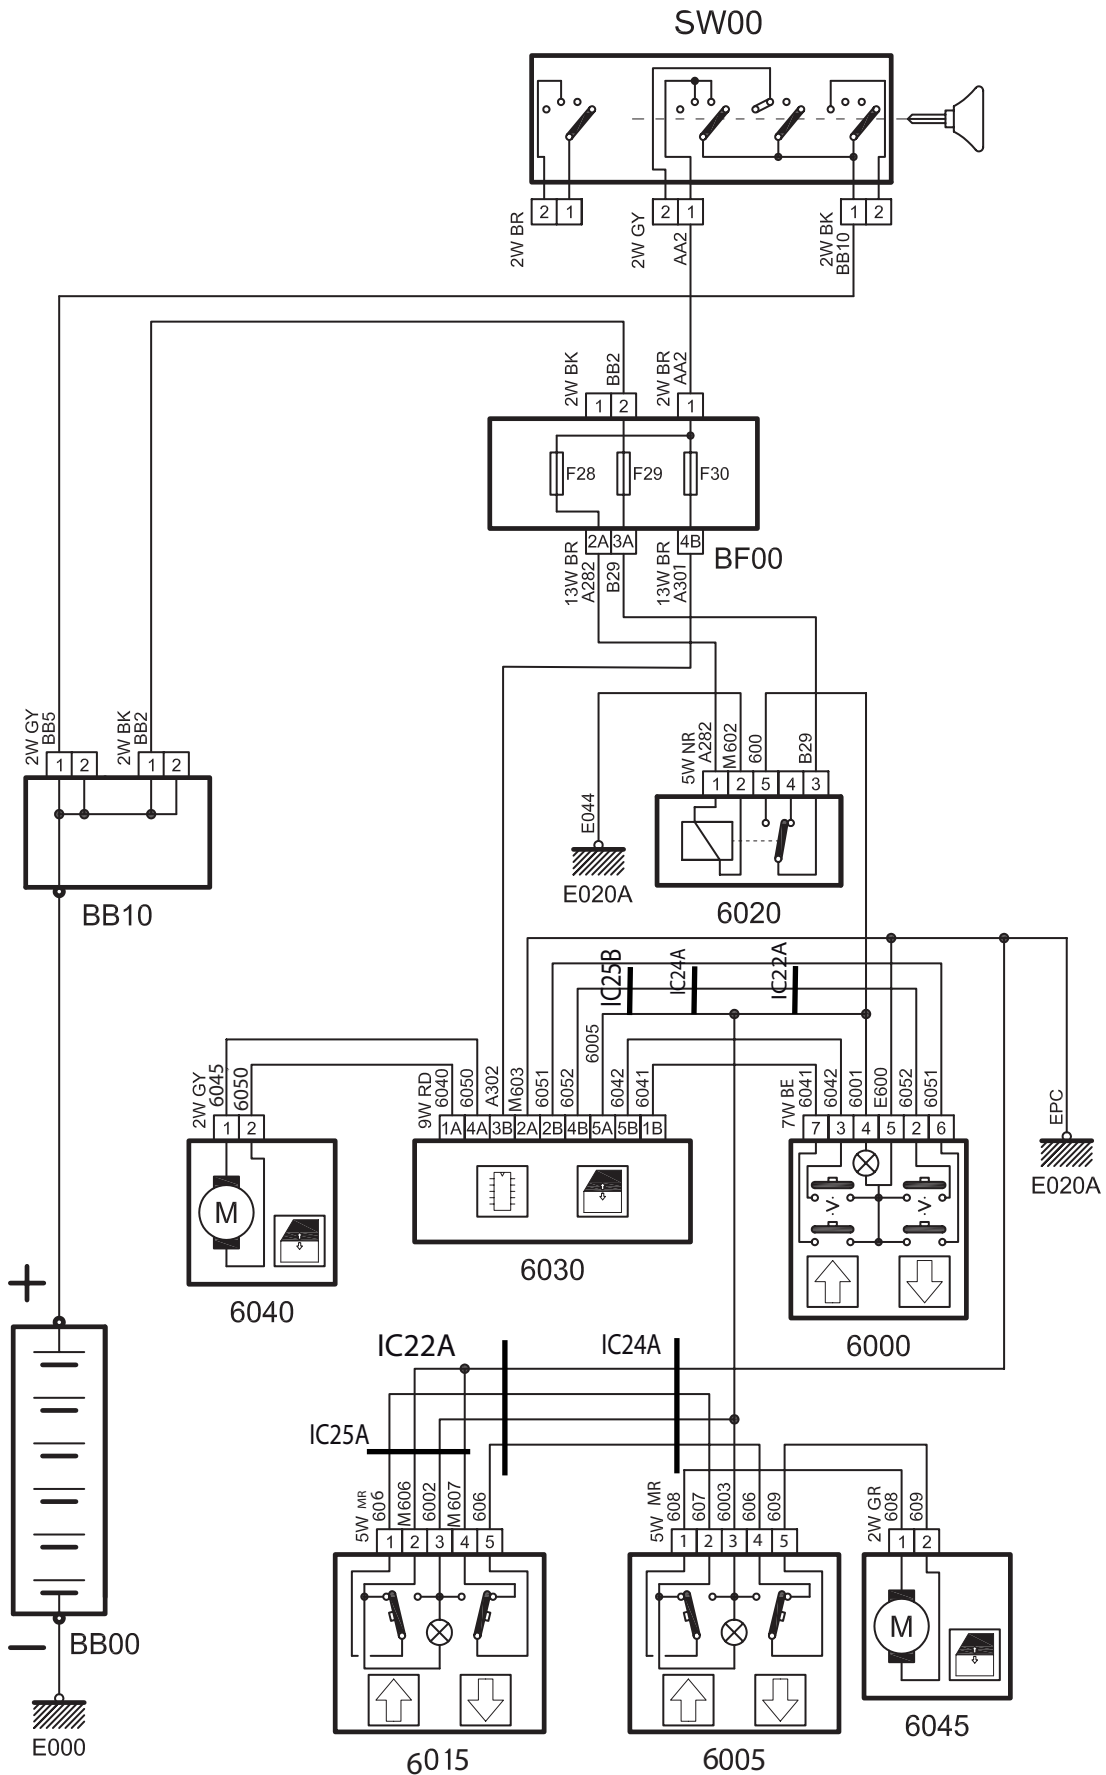 SW00
2 1 2 1 1 2
2W BR
2W GY
AA2
2W BK
BB10
2W BK
BB2
2W BR
AA2
1 2 1
F28 F29 F30
2A 3A 4B
BF00
13W BR
A282
B29
13W BR
A301
2W GY
BB5
2W BK
BB2
1 2 1 2
BB10
5W NR
A282
M602
600
B29
1 2 5 4 3
6020
E044
E020A
IC25B
IC24A
IC22A
2W GY
6045
6050
1 2
M
6040
9W RD
6040
6050
A302
M603
6051
6052
6005
6042
6041
1A 4A 3B 2A 2B 4B 5A 5B 1B
6030
7W BE
6041
6042
6001
E600
6052
6051
7 3 4 5 2 6
V V
6000
EPC
E020A
+
BB00
−
E000
IC22A
IC24A
IC25A
5W MR
606
M606
6002
M607
606
1 2 3 4 5
6015
5W MR
608
607
6003
606
609
1 2 3 4 5
6005
2W GR
608
609
1 2
M
6045